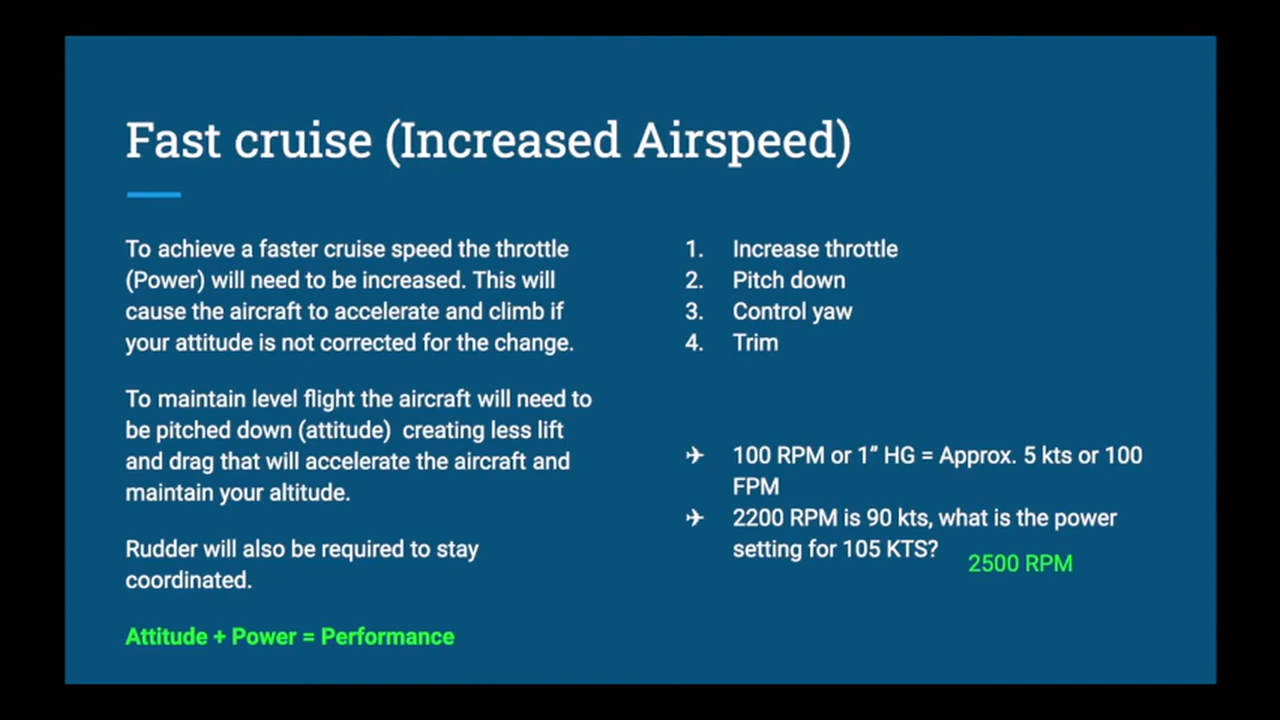 Fast cruise (Increased Airspeed)
To achieve a faster cruise speed the throttle
(Power) will need to be increased. This will
cause the aircraft to accelerate and climb if
your attitude is not corrected for the change.
To maintain level flight the aircraft will need to
be pitched down (attitude)  creating less lift
and drag that will accelerate the aircraft and
maintain your altitude.
Rudder will also be required to stay
coordinated.
Attitude + Power = Performance
1. Increase throttle
2. Pitch down
3. Control yaw
4. Trim
✈ 100 RPM or 1” HG = Approx. 5 kts or 100
FPM
✈ 2200 RPM is 90 kts, what is the power
setting for 105 KTS?
2500 RPM